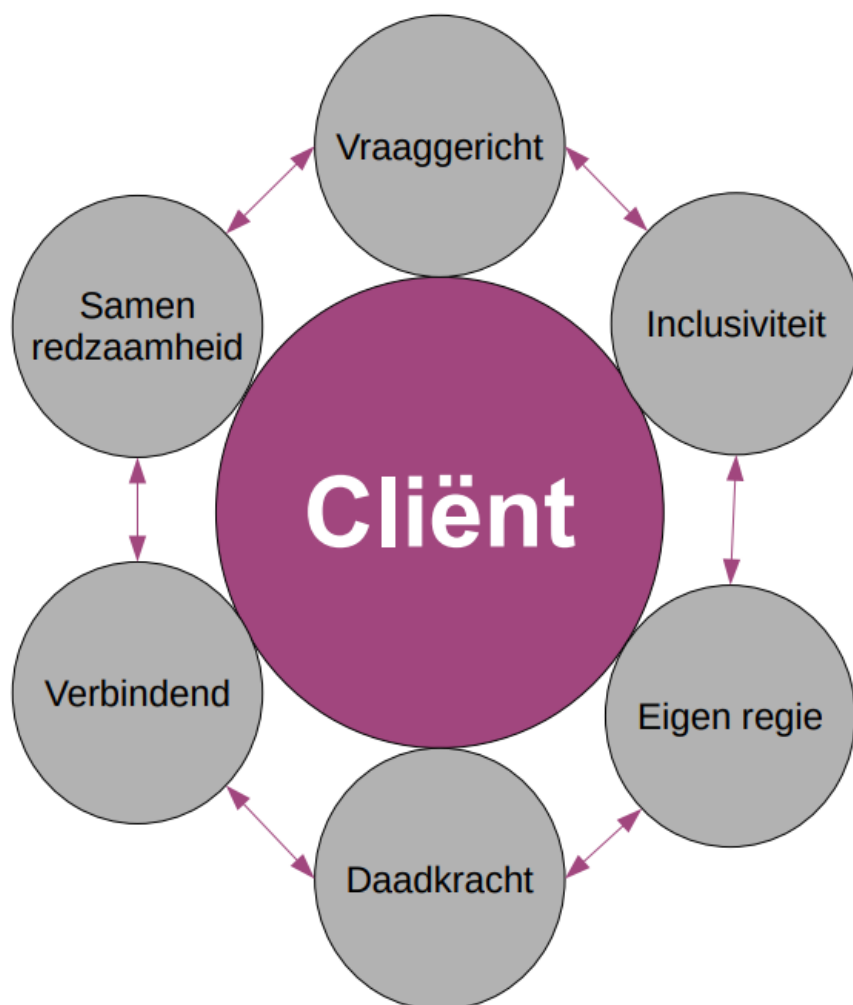 Vraaggericht
Samen
redzaamheid
Inclusiviteit
Cliënt
Verbindend
Eigen regie
Daadkracht